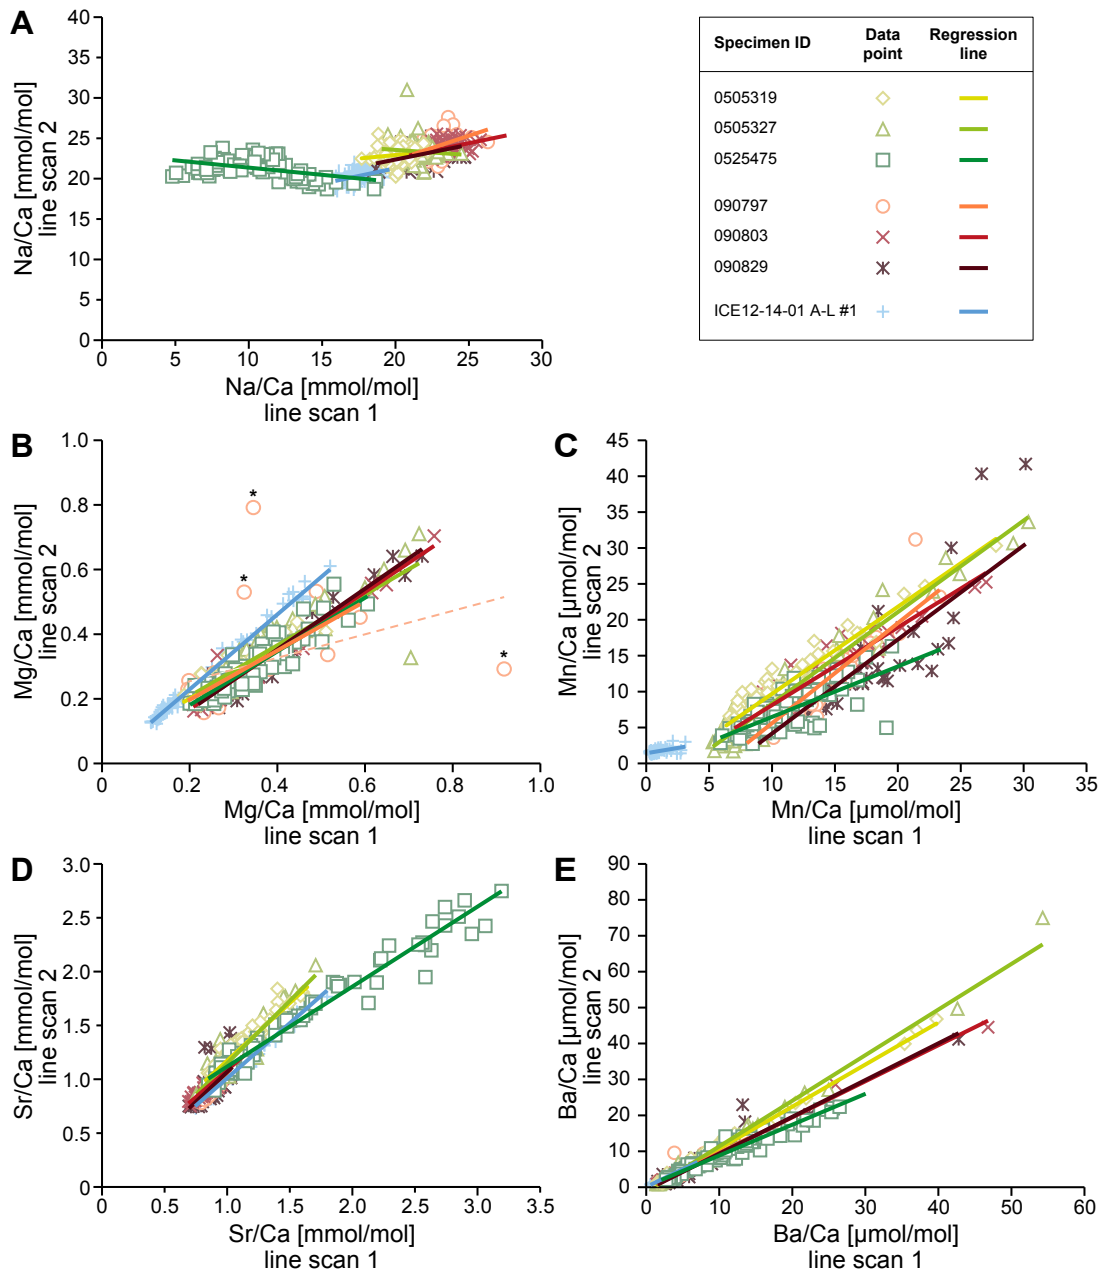 A
Na/Ca [mmol/mol]
line scan 2
40
35
30
25
20
15
10
5
0
0 5 10 15 20 25 30
Na/Ca [mmol/mol]
line scan 1
Specimen ID Data point Regression line
0505319
0505327
0525475
090797
090803
090829
ICE12-14-01 A-L #1
B
Mg/Ca [mmol/mol]
line scan 2
1.0
0.8
0.6
0.4
0.2
0
*
*
*
0 0.2 0.4 0.6 0.8 1.0
Mg/Ca [mmol/mol]
line scan 1
C
Mn/Ca [µmol/mol]
line scan 2
45
40
35
30
25
20
15
10
5
0
0 5 10 15 20 25 30 35
Mn/Ca [µmol/mol]
line scan 1
D
Sr/Ca [mmol/mol]
line scan 2
3.0
2.5
2.0
1.5
1.0
0.5
0
0 0.5 1.0 1.5 2.0 2.5 3.0 3.5
Sr/Ca [mmol/mol]
line scan 1
E
Ba/Ca [µmol/mol]
line scan 2
90
80
70
60
50
40
30
20
10
0
0 10 20 30 40 50 60
Ba/Ca [µmol/mol]
line scan 1